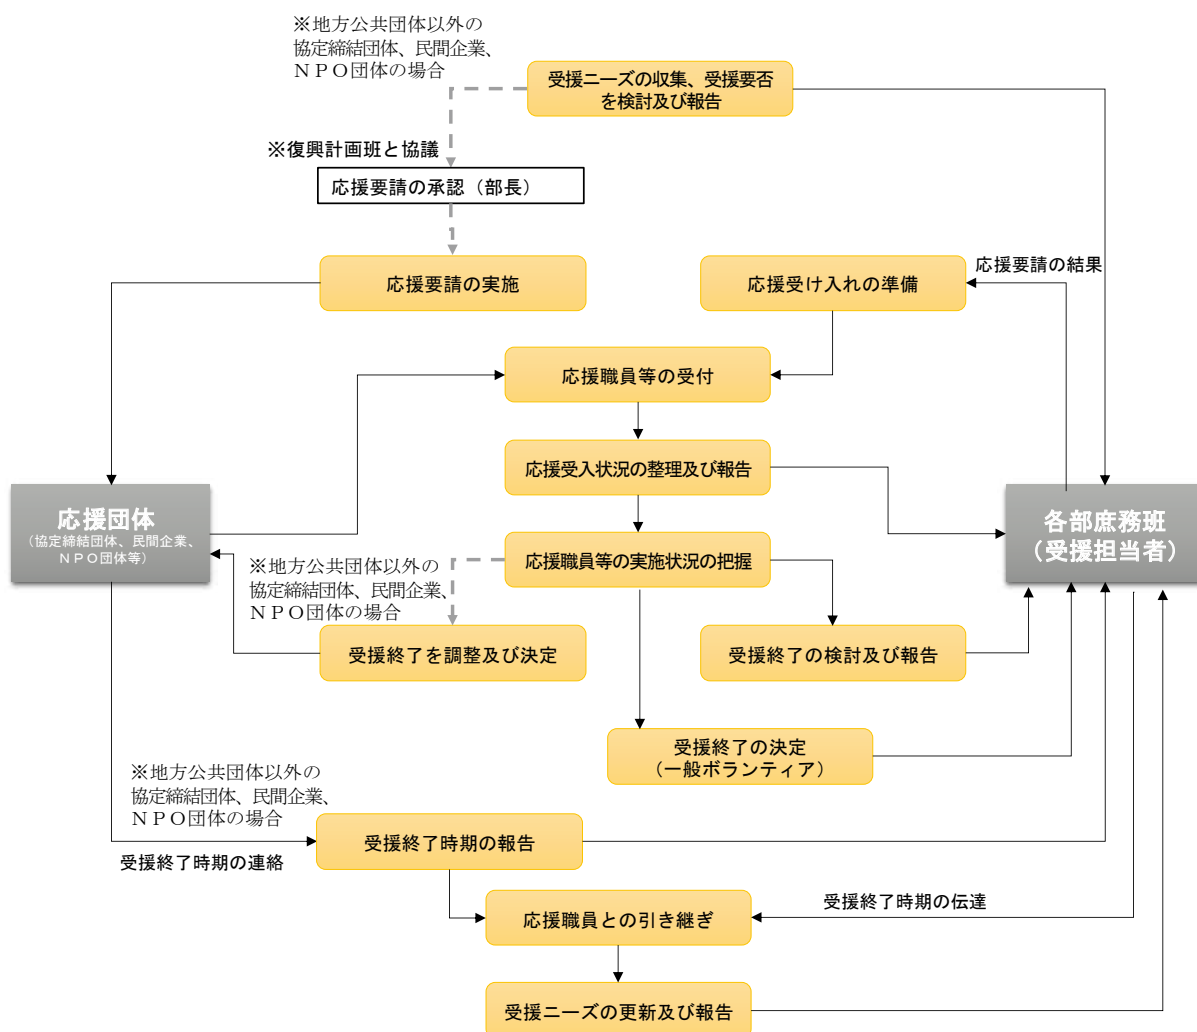 ※地方公共団体以外の
協定締結団体、民間企業、
ＮＰＯ団体の場合
受援ニーズの収集、受援要否
を検討及び報告
※復興計画班と協議
応援要請の承認（部長）
応援要請の実施
応援受け入れの準備
応援要請の結果
応援職員等の受付
応援受入状況の整理及び報告
応援団体
（協定締結団体、民間企業、
ＮＰＯ団体等）
各部庶務班
（受援担当者）
応援職員等の実施状況の把握
※地方公共団体以外の
協定締結団体、民間企業、
ＮＰＯ団体の場合
受援終了を調整及び決定
受援終了の検討及び報告
受援終了の決定
（一般ボランティア）
※地方公共団体以外の
協定締結団体、民間企業、
ＮＰＯ団体の場合
受援終了時期の報告
受援終了時期の連絡
応援職員との引き継ぎ
受援終了時期の伝達
受援ニーズの更新及び報告